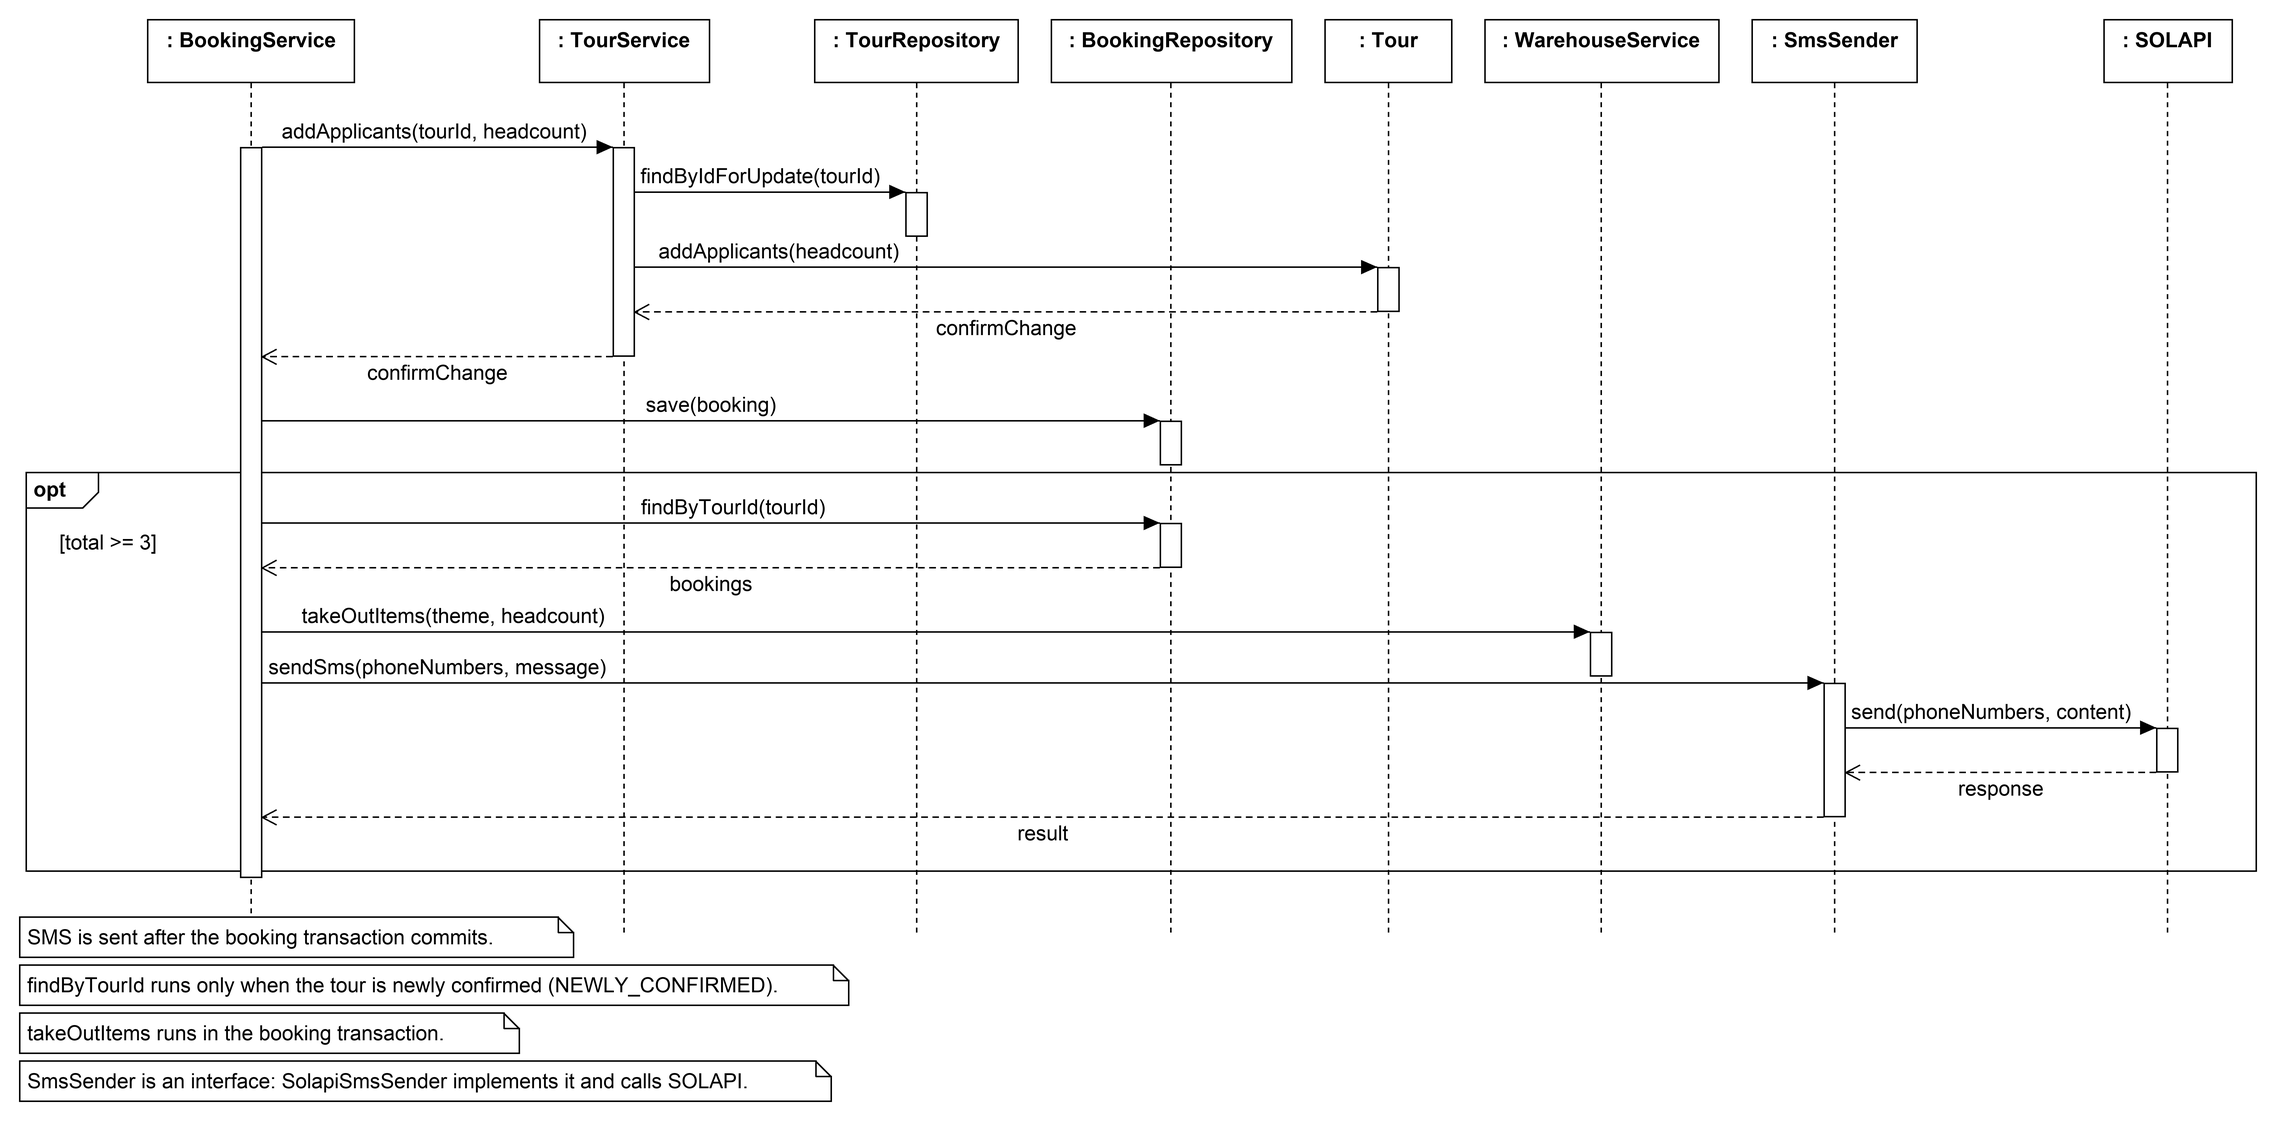 : BookingService
: TourService
: TourRepository
: BookingRepository
: Tour
: WarehouseService
: SmsSender
: SOLAPI
addApplicants(tourId, headcount)
findByIdForUpdate(tourId)
addApplicants(headcount)
confirmChange
confirmChange
save(booking)
opt
findByTourId(tourId)
[total >= 3]
bookings
takeOutItems(theme, headcount)
sendSms(phoneNumbers, message)
send(phoneNumbers, content)
response
result
SMS is sent after the booking transaction commits.
findByTourId runs only when the tour is newly confirmed (NEWLY_CONFIRMED).
takeOutItems runs in the booking transaction.
SmsSender is an interface: SolapiSmsSender implements it and calls SOLAPI.